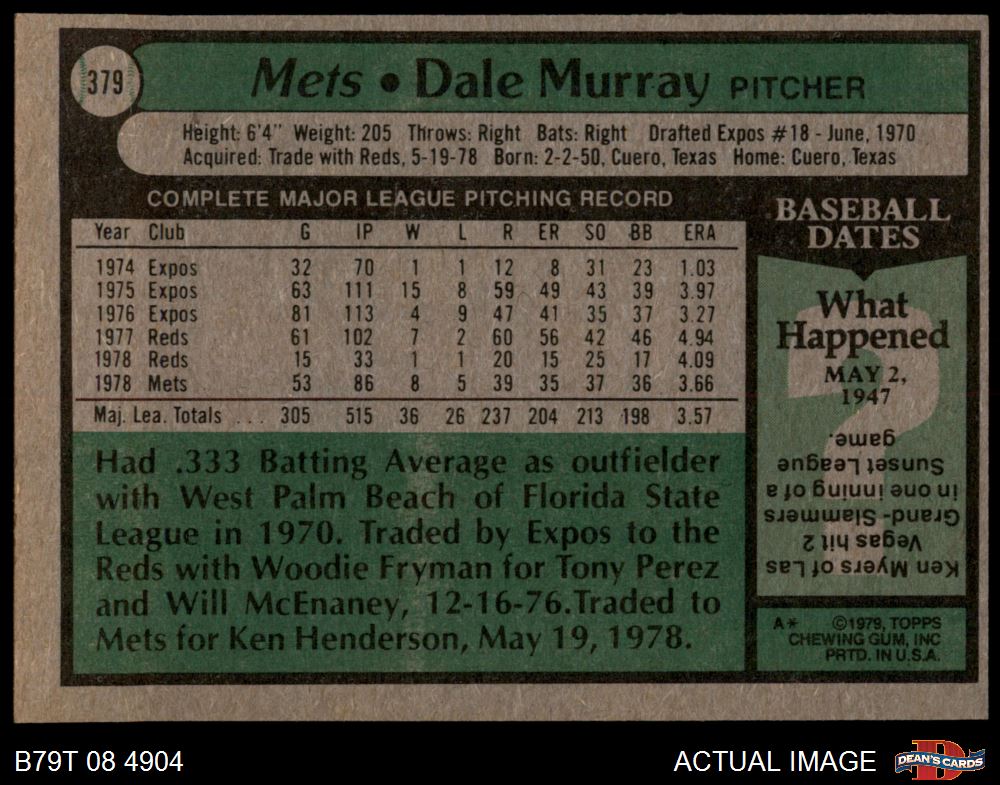 379
Mets • Dale Murray PITCHER
Height: 6'4" Weight: 205 Throws: Right Bats: Right Drafted Expos #18 - June, 1970
Acquired: Trade with Reds, 5-19-78 Born: 2-2-50, Cuero, Texas Home: Cuero, Texas
COMPLETE MAJOR LEAGUE PITCHING RECORD
Year Club G IP W L R ER SO BB ERA
1974 Expos 32 70 1 1 12 8 31 23 1.03
1975 Expos 63 111 15 8 59 49 43 39 3.97
1976 Expos 81 113 4 9 47 41 35 37 3.27
1977 Reds 61 102 7 2 60 56 42 46 4.94
1978 Reds 15 33 1 1 20 15 25 17 4.09
1978 Mets 53 86 8 5 39 35 37 36 3.66
Maj. Lea. Totals ... 305 515 36 26 237 204 213 198 3.57
Had .333 Batting Average as outfielder
with West Palm Beach of Florida State
League in 1970. Traded by Expos to the
Reds with Woodie Fryman for Tony Perez
and Will McEnaney, 12-16-76.Traded to
Mets for Ken Henderson, May 19, 1978.
BASEBALL
DATES
What
Happened
MAY 2,
1947
Ken Myers of Las
Vegas hit 2
Grand-Slammers
in one inning of a
Sunset League
game.
A* ©1979, TOPPS
CHEWING GUM, INC
PRTD. IN U.S.A.
B79T 08 4904
ACTUAL IMAGE
DEAN'S CARDS